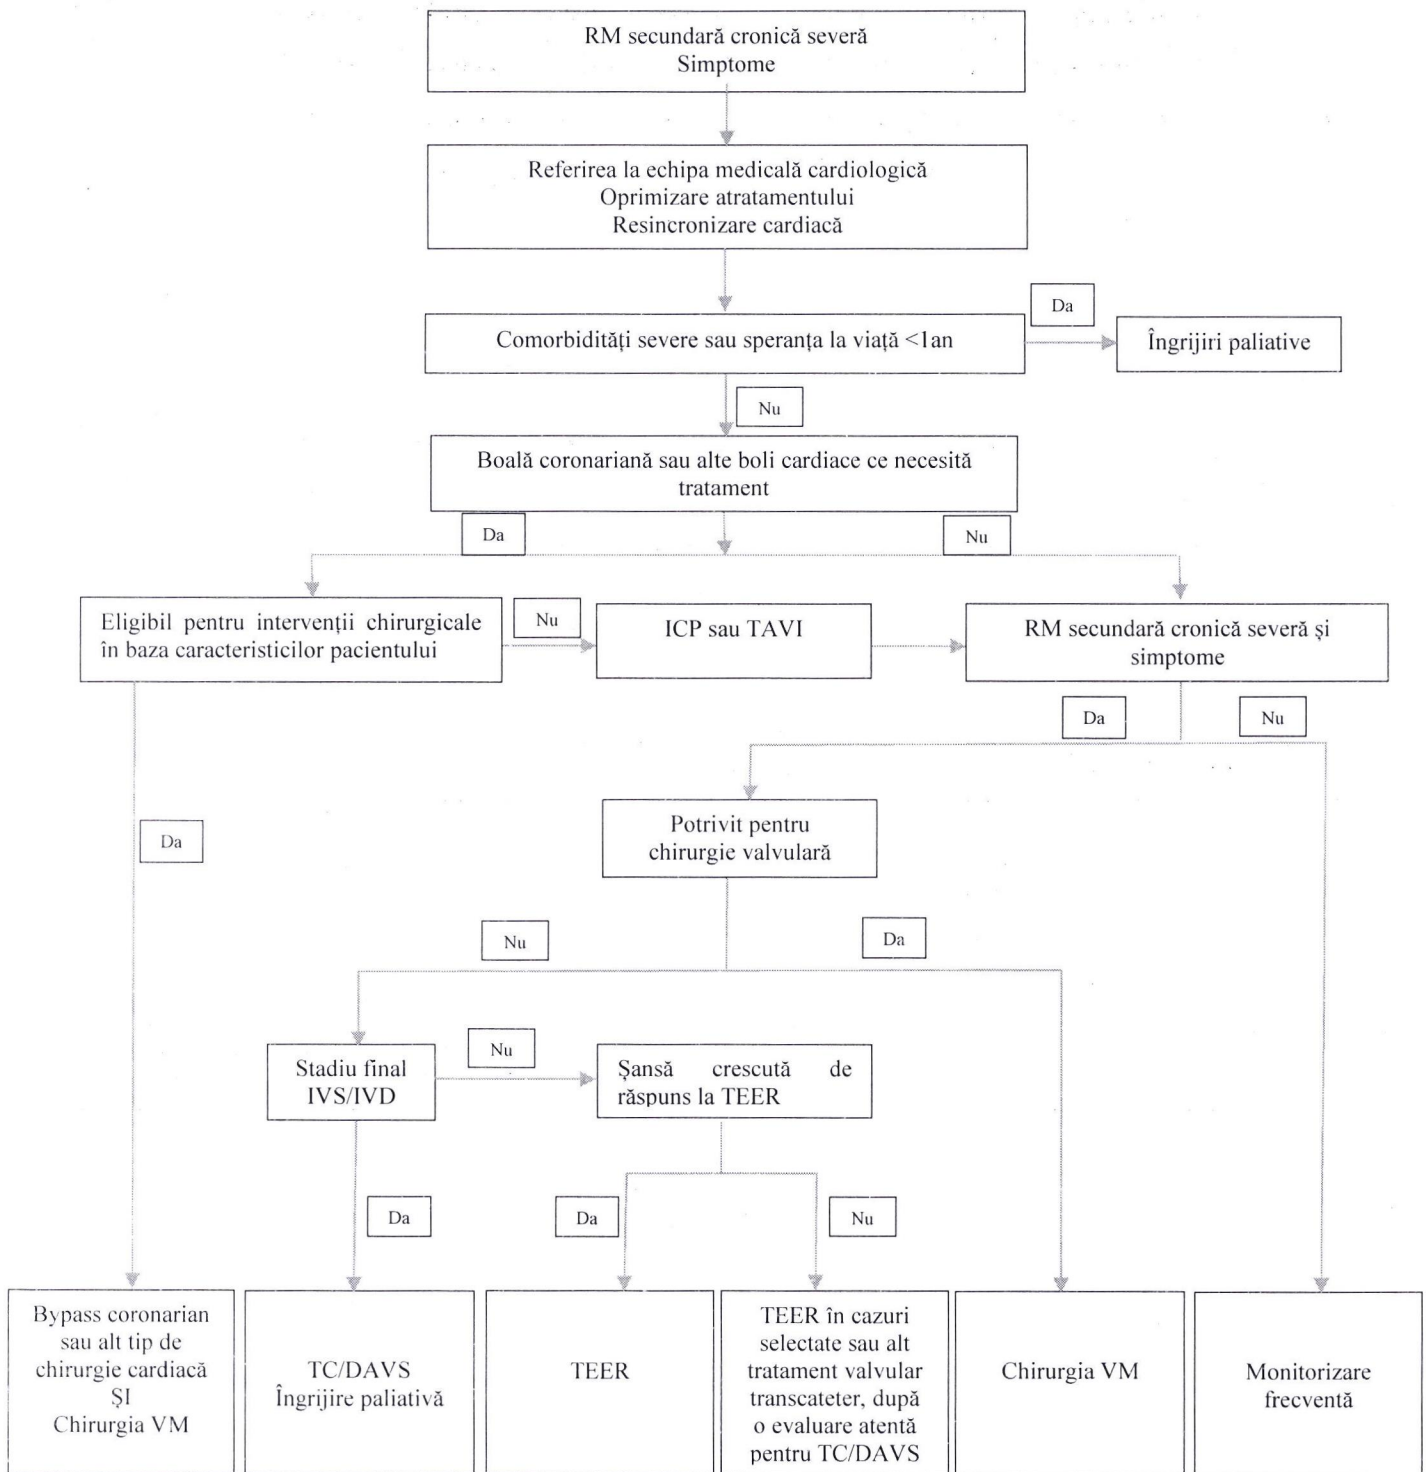 RM secundară cronică severă
Simptome
Referirea la echipa medicală cardiologică
Oprimizare atratamentului
Resincronizare cardiacă
Da
Comorbidități severe sau speranța la viață <1an
Îngrijiri paliative
Nu
Boală coronariană sau alte boli cardiace ce necesită
tratament
Da
Nu
Eligibil pentru intervenții chirurgicale
în baza caracteristicilor pacientului
Nu
ICP sau TAVI
RM secundară cronică severă și
simptome
Da
Nu
Potrivit pentru
chirurgie valvulară
Da
Nu
Da
Stadiu final
IVS/IVD
Nu
Șansă crescută de
răspuns la TEER
Da
Da
Nu
Bypass coronarian
sau alt tip de
chirurgie cardiacă
ȘI
Chirurgia VM
TC/DAVS
Îngrijire paliativă
TEER
TEER în cazuri
selectate sau alt
tratament valvular
transcateter, după
o evaluare atentă
pentru TC/DAVS
Chirurgia VM
Monitorizare
frecventă